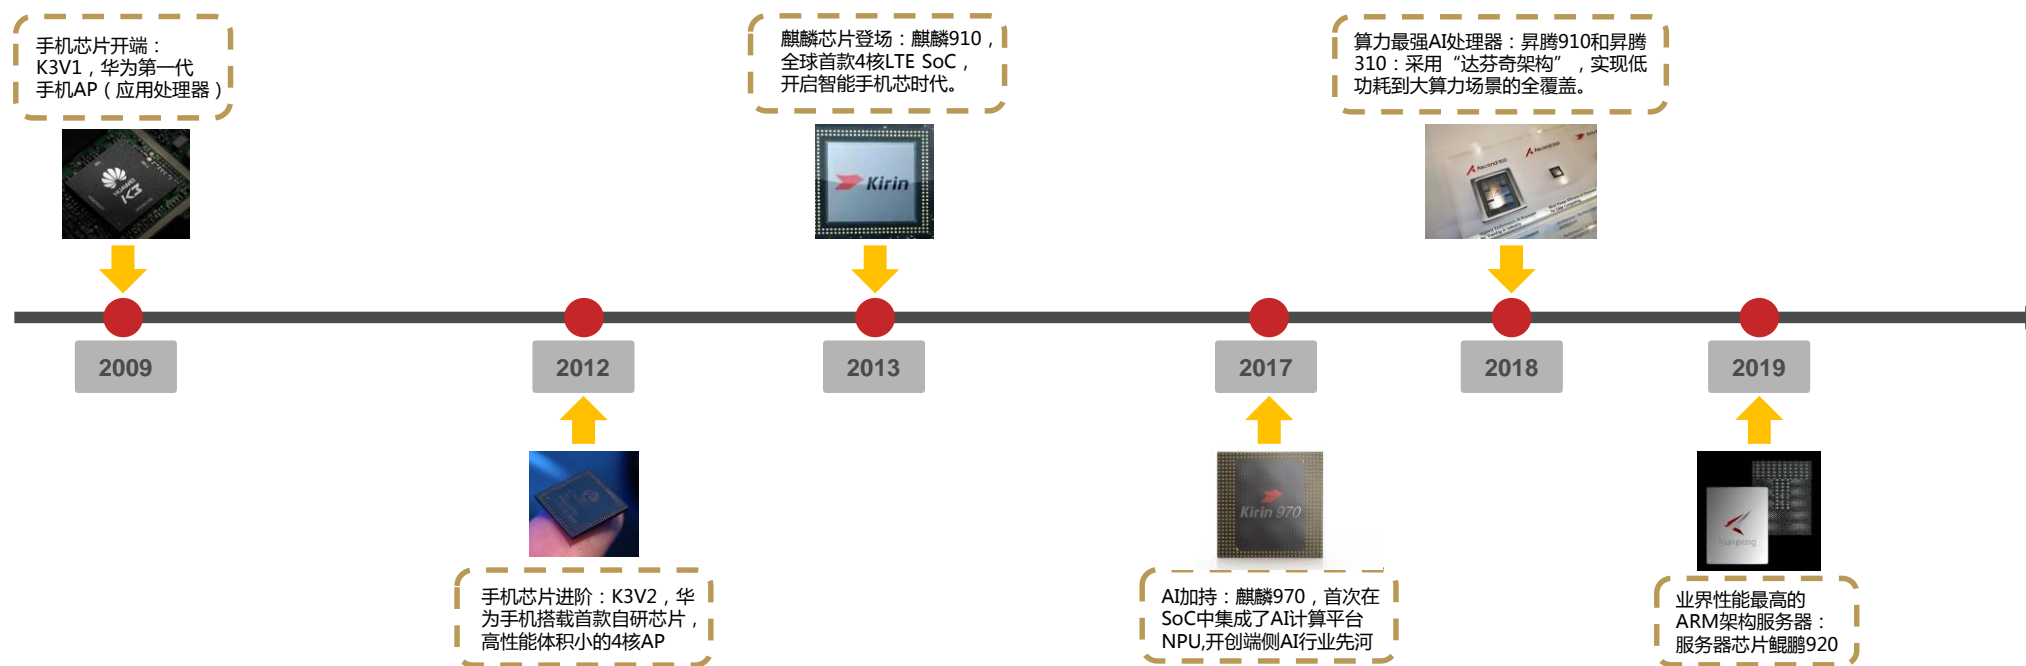 手机芯片开端：
K3V1，华为第一代
手机AP（应用处理器）
麒麟芯片登场：麒麟910，
全球首款4核LTE SoC，
开启智能手机芯时代。
算力最强AI处理器：昇腾910和昇腾
310：采用“达芬奇架构”，实现低
功耗到大算力场景的全覆盖。
HUAWEI
K3
Kirin
Ascend 910
Ascend 310
2009
2012
2013
2017
2018
2019
Kirin 970
Kunpeng
手机芯片进阶：K3V2，华
为手机搭载首款自研芯片，
高性能体积小的4核AP
AI加持：麒麟970，首次在
SoC中集成了AI计算平台
NPU,开创端侧AI行业先河
业界性能最高的
ARM架构服务器：
服务器芯片鲲鹏920